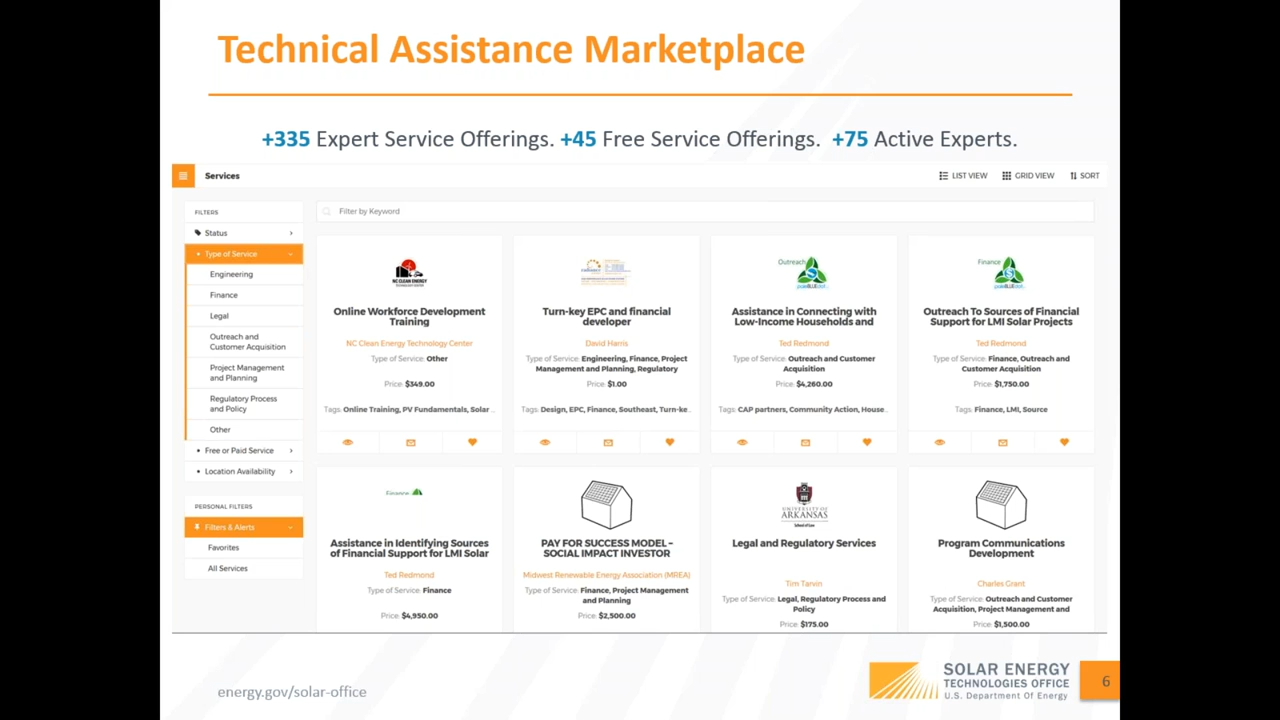 Technical Assistance Marketplace
+335 Expert Service Offerings. +45 Free Service Offerings. +75 Active Experts.
Services
LIST VIEW GRID VIEW SORT
FILTERS
Status
Type of Service
Engineering
Finance
Legal
Outreach and
Customer Acquisition
Project Management
and Planning
Regulatory Process
and Policy
Other
Free or Paid Service
Location Availability
PERSONAL FILTERS
Filters & Alerts
Favorites
All Services
Filter by Keyword
NC CLEAN ENERGY
Online Workforce Development
Training
NC Clean Energy Technology Center
Type of Service: Other
Price: $349.00
Tags: Online Training, PV Fundamentals, Solar ...
Turn-key EPC and financial
developer
David Harris
Type of Service: Engineering, Finance, Project
Management and Planning, Regulatory
Price: $1.00
Tags: Design, EPC, Finance, Southeast, Turn-ke...
Outreach
Assistance in Connecting with
Low-Income Households and
Ted Redmond
Type of Service: Outreach and Customer
Acquisition
Price: $4,260.00
Tags: CAP partners, Community Action, House...
Finance
Outreach To Sources of Financial
Support for LMI Solar Projects
Ted Redmond
Type of Service: Finance, Outreach and
Customer Acquisition
Price: $1,750.00
Tags: Finance, LMI, Source
Finance
Assistance in Identifying Sources
of Financial Support for LMI Solar
Ted Redmond
Type of Service: Finance
Price: $4,950.00
PAY FOR SUCCESS MODEL –
SOCIAL IMPACT INVESTOR
Midwest Renewable Energy Association (MREA)
Type of Service: Finance, Project Management
and Planning
Price: $2,500.00
UNIVERSITY OF
ARKANSAS
School of Law
Legal and Regulatory Services
Tim Tarvin
Type of Service: Legal, Regulatory Process and
Policy
Price: $175.00
Program Communications
Development
Charles Grant
Type of Service: Outreach and Customer
Acquisition, Project Management and
Price: $1,500.00
energy.gov/solar-office
SOLAR ENERGY
TECHNOLOGIES OFFICE
U.S. Department Of Energy
6